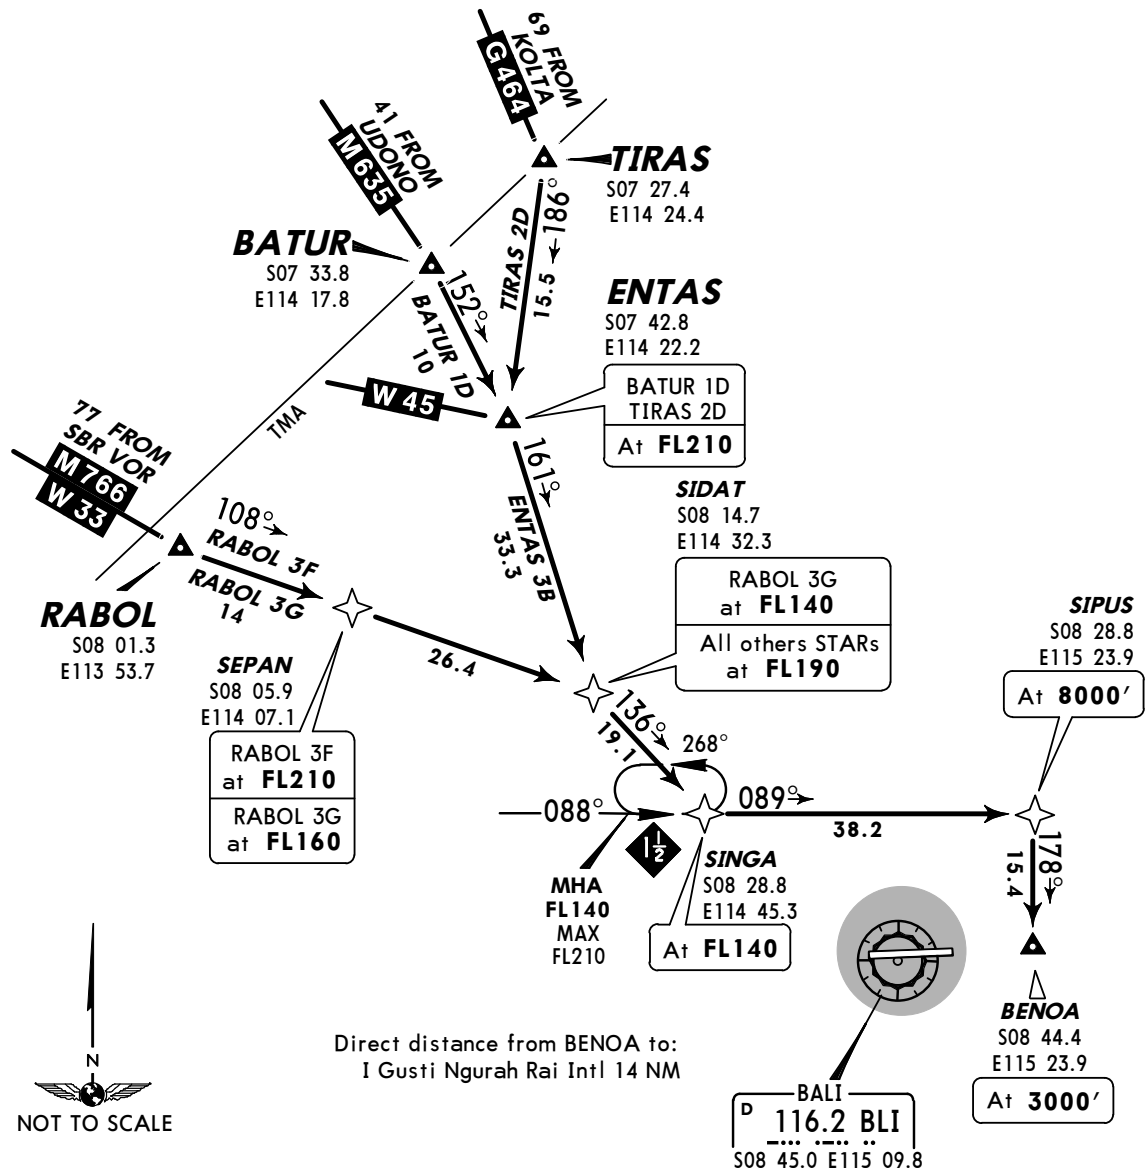 69 FROM
KOLTA
G 464
41 FROM
UDONO
M 635
TIRAS
S07 27.4
E114 24.4
186°
TIRAS 2D
15.5
BATUR
S07 33.8
E114 17.8
152°
BATUR 1D
10
ENTAS
S07 42.8
E114 22.2
BATUR 1D
TIRAS 2D
At FL210
W 45
TMA
77 FROM
SBR VOR
M 766
W 33
161°
ENTAS 3B
33.3
SIDAT
S08 14.7
E114 32.3
RABOL 3G
at FL140
All others STARs
at FL190
108°
RABOL 3F
RABOL 3G
14
RABOL
S08 01.3
E113 53.7
26.4
SEPAN
S08 05.9
E114 07.1
RABOL 3F
at FL210
RABOL 3G
at FL160
SIPUS
S08 28.8
E115 23.9
At 8000'
136°
19.1
268°
088°
089°
38.2
1 1/2
MHA
FL140
MAX
FL210
SINGA
S08 28.8
E114 45.3
At FL140
178°
15.4
BENOA
S08 44.4
E115 23.9
At 3000'
Direct distance from BENOA to:
I Gusti Ngurah Rai Intl 14 NM
N
NOT TO SCALE
BALI
D 116.2 BLI
S08 45.0 E115 09.8